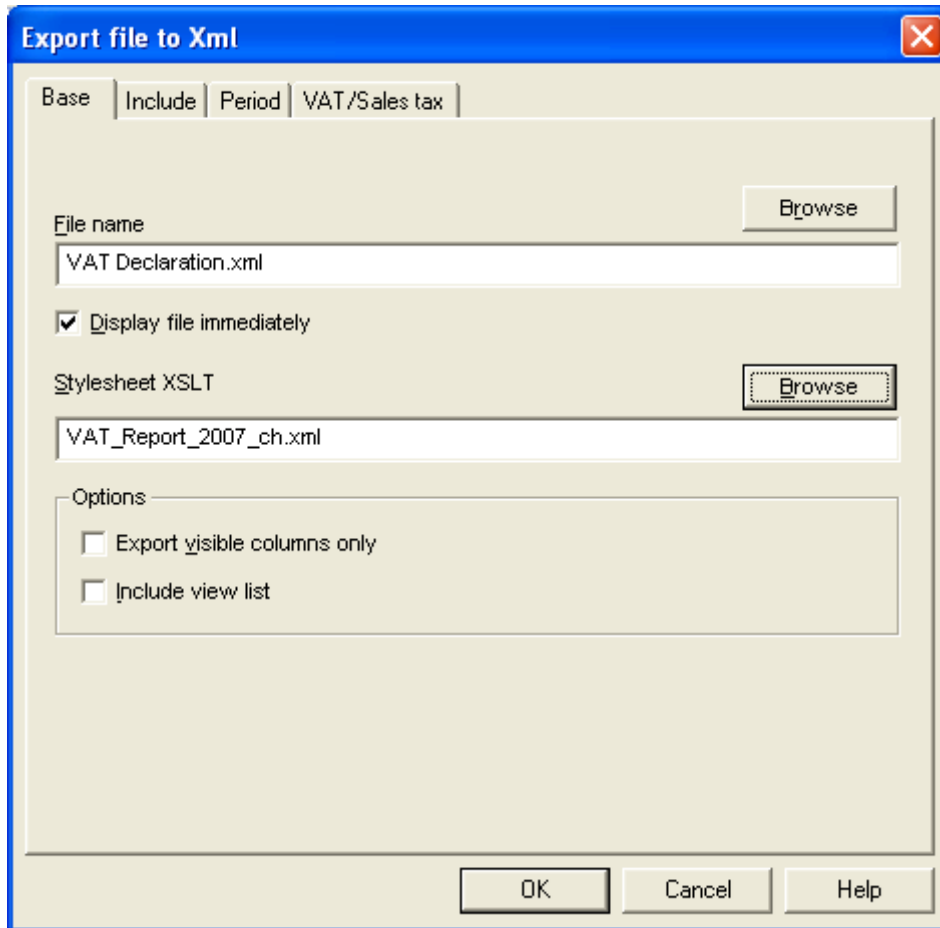 Export file to Xml
Base Include Period VAT/Sales tax
Browse
File name
VAT Declaration.xml
Display file immediately
Stylesheet XSLT
Browse
VAT_Report_2007_ch.xml
Options
Export visible columns only
Include view list
OK Cancel Help